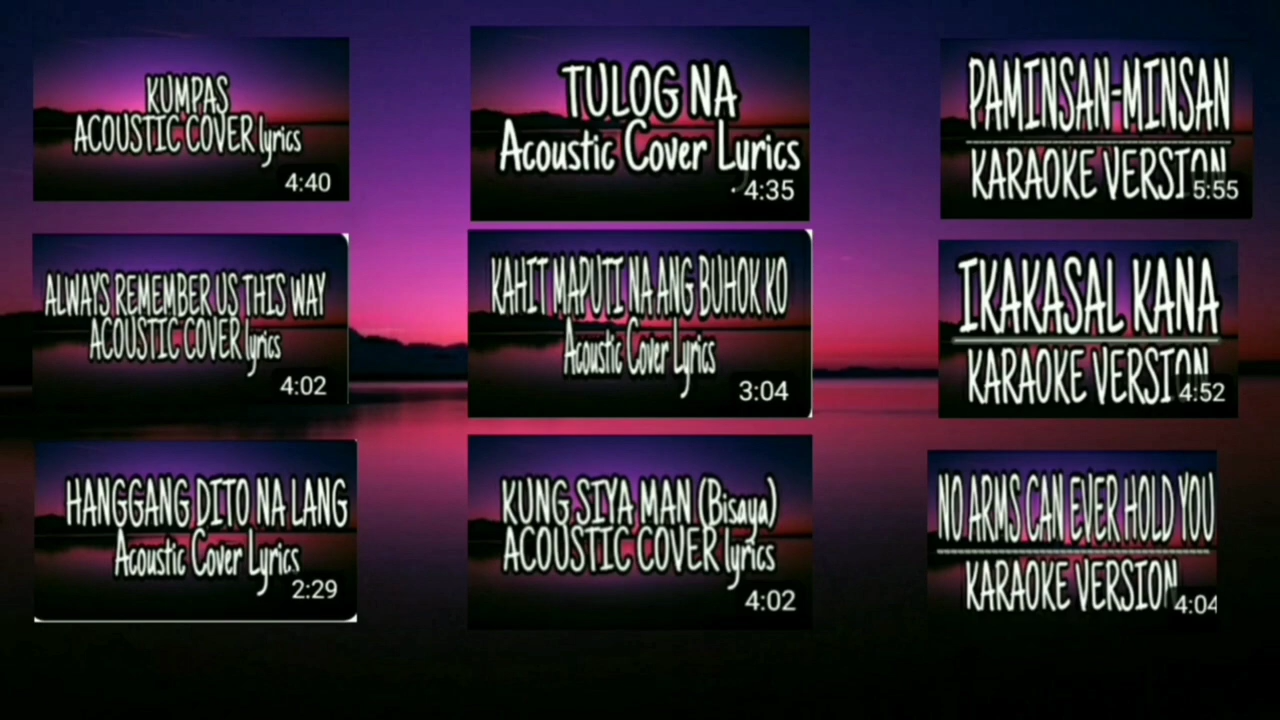 KUMPAS
ACOUSTIC COVER lyrics
4:40
TULOG NA
Acoustic Cover Lyrics
4:35
PAMINSAN-MINSAN
KARAOKE VERSION
5:55
ALWAYS REMEMBER US THIS WAY
ACOUSTIC COVER lyrics
4:02
KAHIT MAPUTI NA ANG BUHOK KO
Acoustic Cover Lyrics
3:04
IKAKASAL KANA
KARAOKE VERSION
4:52
HANGGANG DITO NA LANG
Acoustic Cover Lyrics
2:29
KUNG SIYA MAN (Bisaya)
ACOUSTIC COVER lyrics
4:02
NO ARMS CAN EVER HOLD YOU
KARAOKE VERSION
4:04